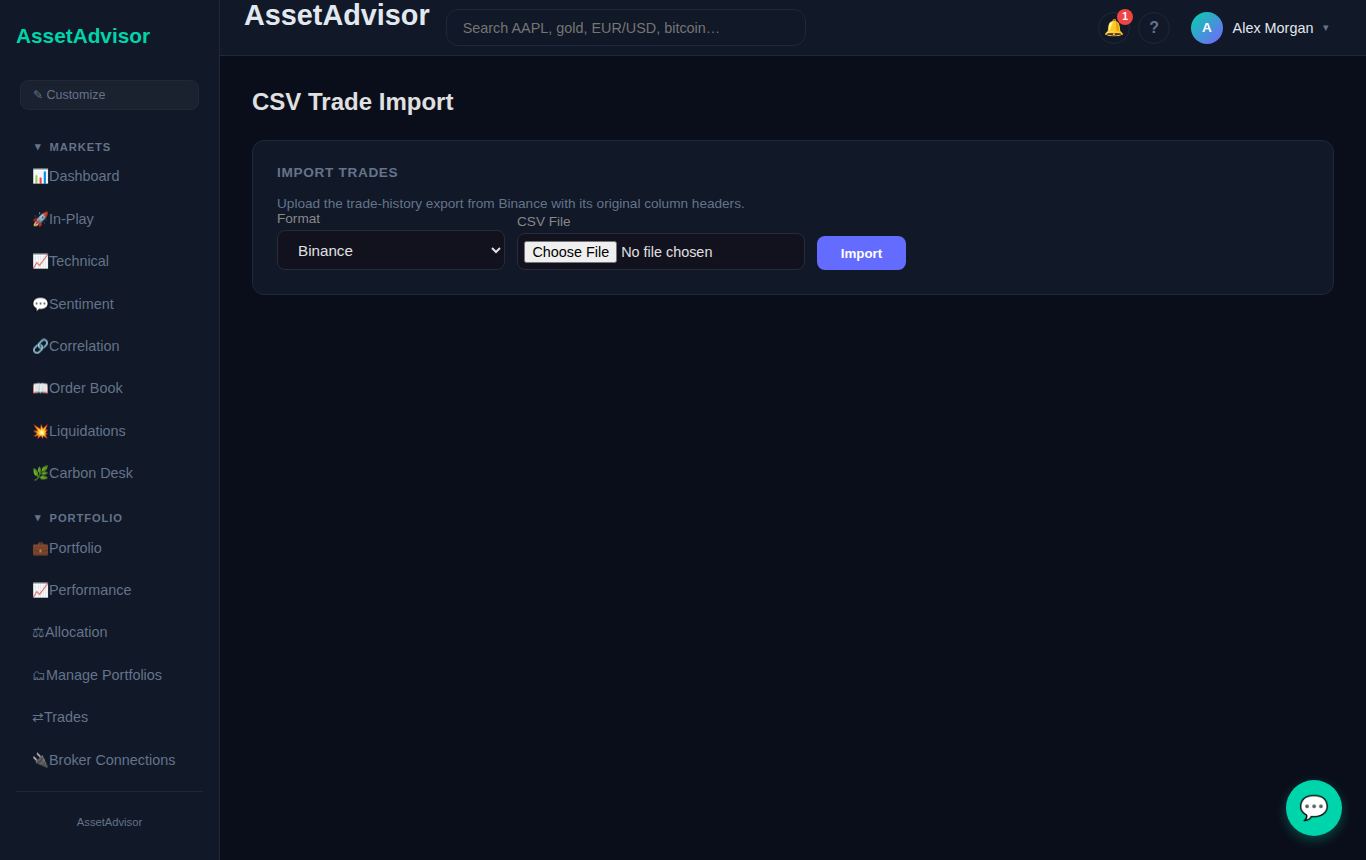 AssetAdvisor
✎ Customize
▼ MARKETS
📊Dashboard
🚀In-Play
📈Technical
💬Sentiment
🔗Correlation
📖Order Book
💥Liquidations
🌿Carbon Desk
▼ PORTFOLIO
💼Portfolio
📈Performance
⚖Allocation
🗂Manage Portfolios
⇄Trades
🔌Broker Connections
AssetAdvisor
AssetAdvisor
Search AAPL, gold, EUR/USD, bitcoin…
🔔 1
?
A Alex Morgan ▾
CSV Trade Import
IMPORT TRADES
Upload the trade-history export from Binance with its original column headers.
Format
CSV File
Binance
Choose File No file chosen
Import